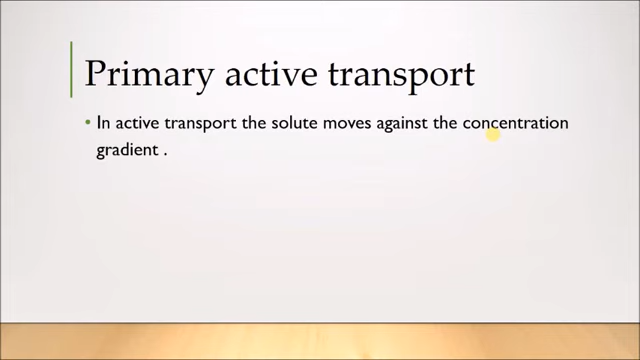 Primary active transport
• In active transport the solute moves against the concentration
gradient .